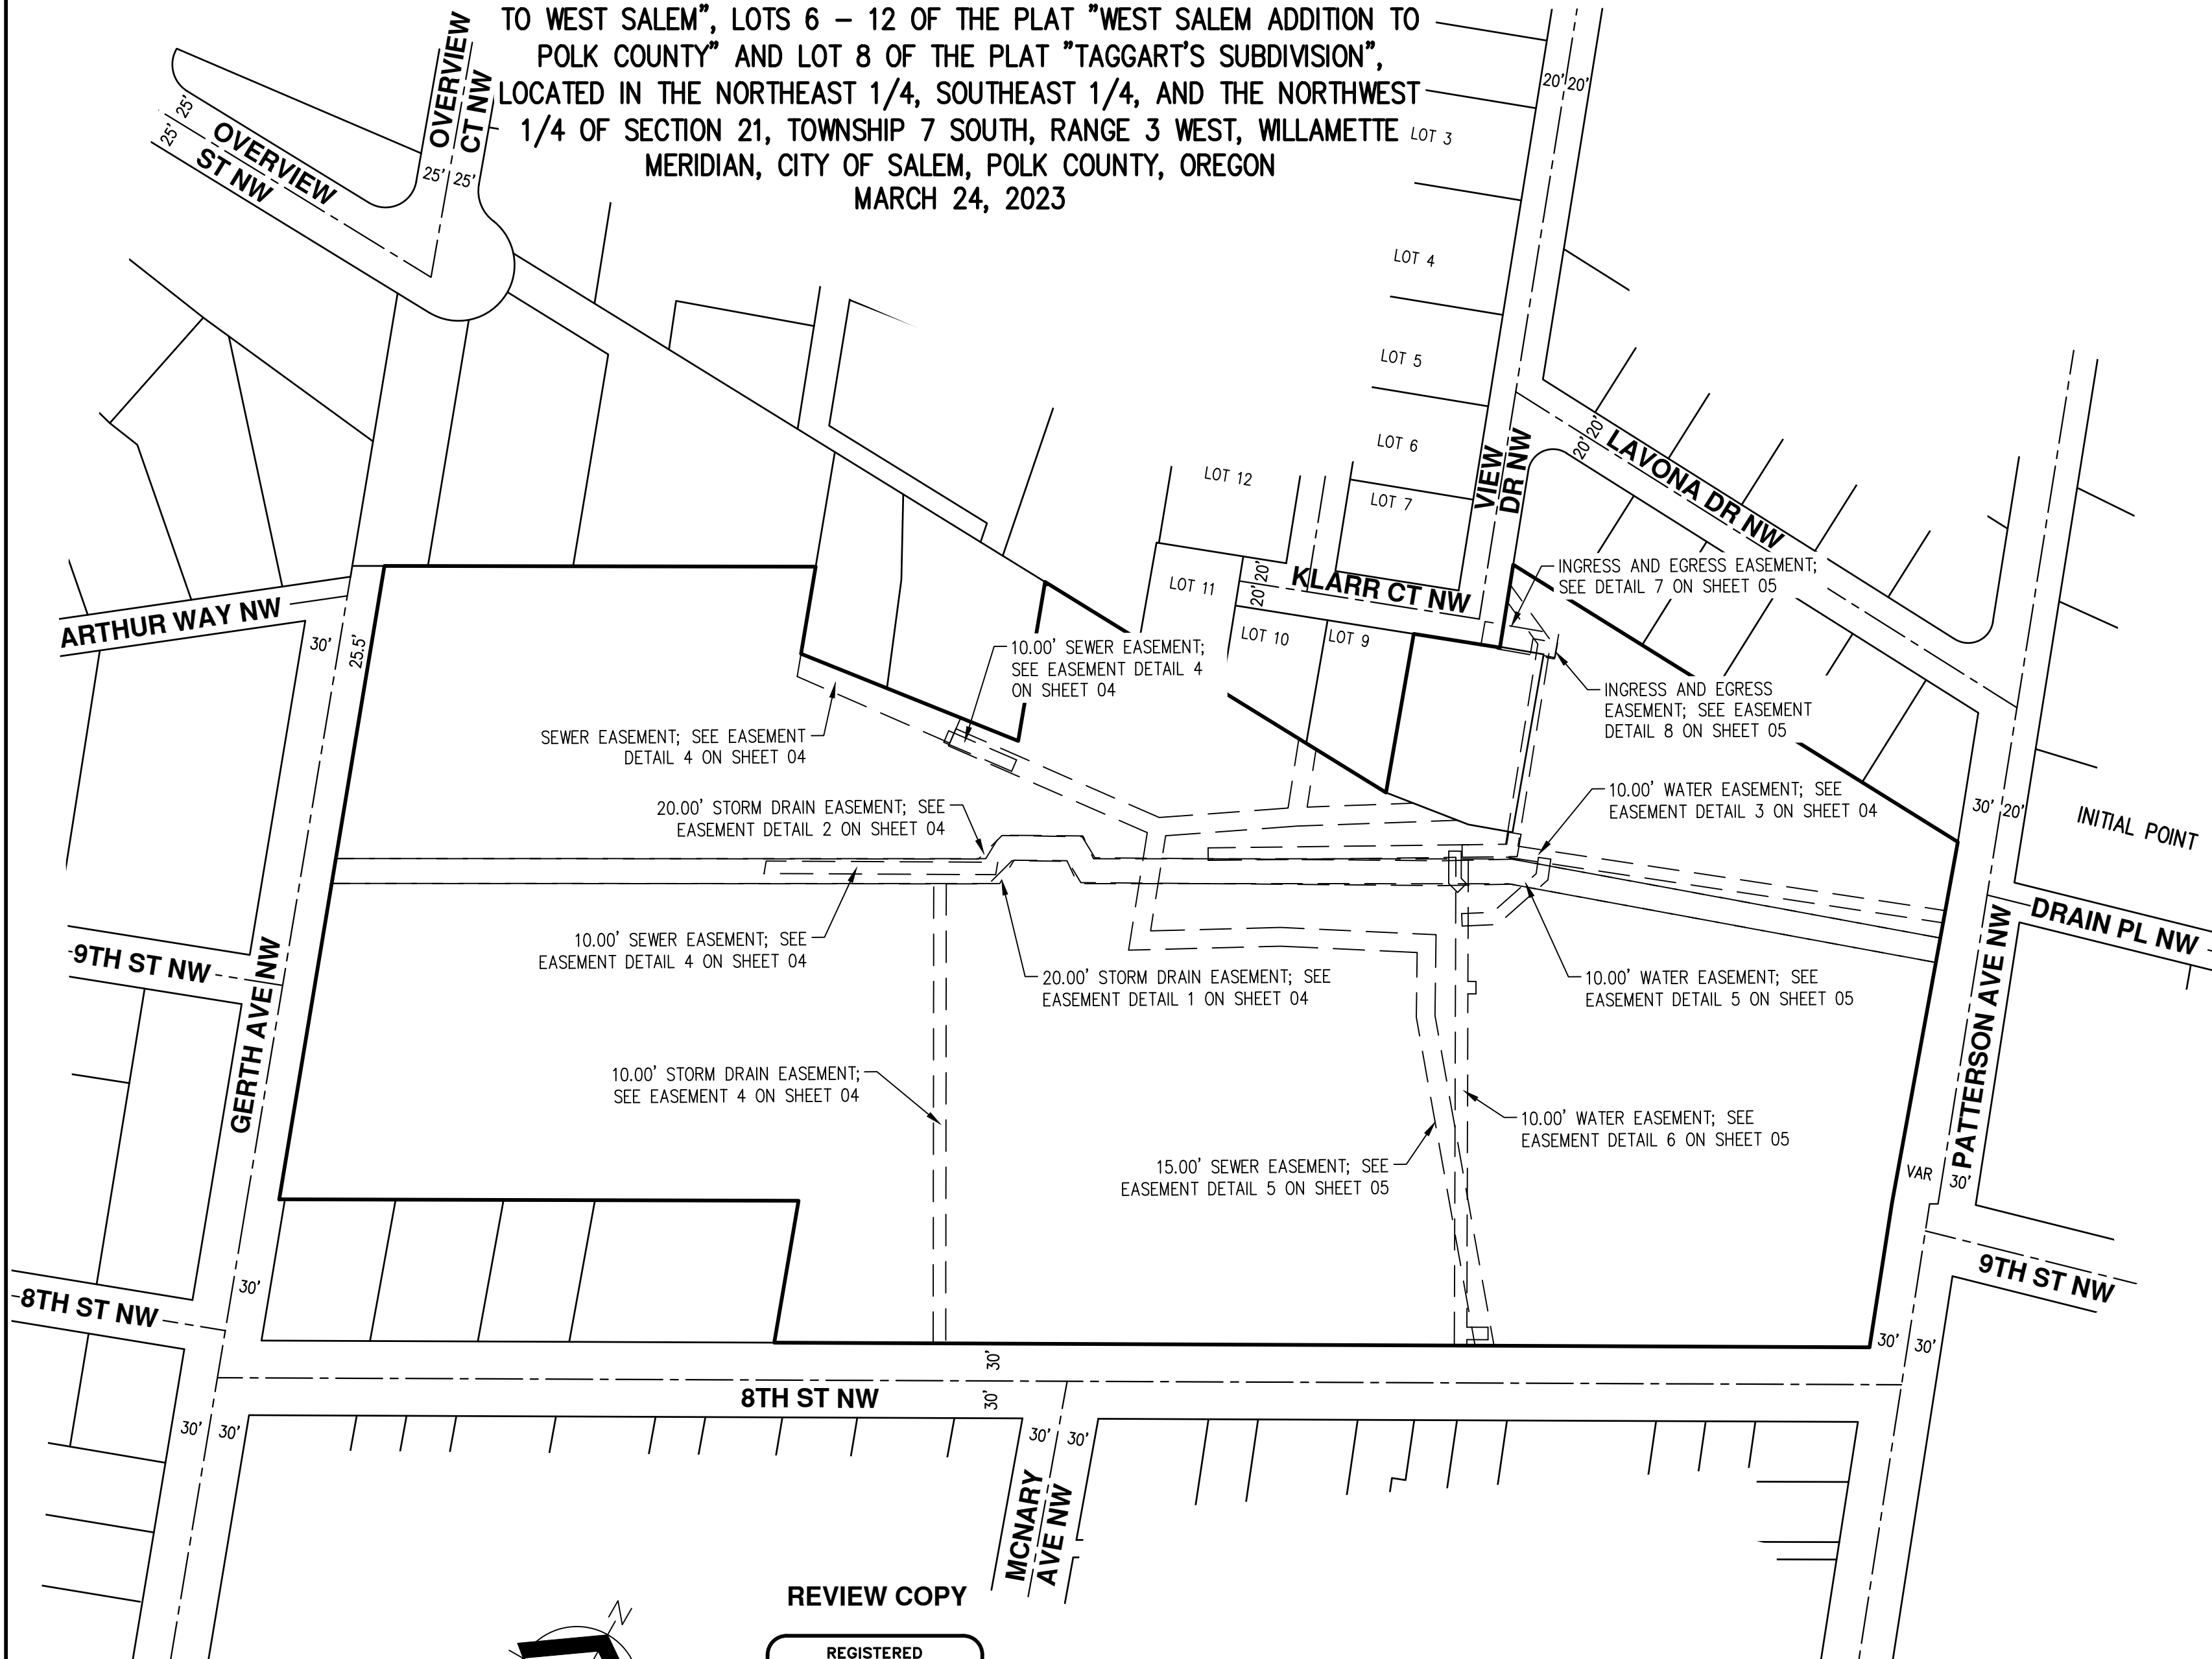 TO WEST SALEM", LOTS 6 – 12 OF THE PLAT "WEST SALEM ADDITION TO
POLK COUNTY" AND LOT 8 OF THE PLAT "TAGGART'S SUBDIVISION",
LOCATED IN THE NORTHEAST 1/4, SOUTHEAST 1/4, AND THE NORTHWEST
1/4 OF SECTION 21, TOWNSHIP 7 SOUTH, RANGE 3 WEST, WILLAMETTE
MERIDIAN, CITY OF SALEM, POLK COUNTY, OREGON
MARCH 24, 2023
OVERVIEW
CT NW
25' 25'
25'
25'
OVERVIEW
ST NW
20' 20'
LOT 3
LOT 4
LOT 5
LOT 6
LOT 7
LOT 12
LOT 11
LOT 10
LOT 9
VIEW
DR NW
20'
20'
LAVONA DR NW
20'
20'
KLARR CT NW
INGRESS AND EGRESS EASEMENT;
SEE DETAIL 7 ON SHEET 05
INGRESS AND EGRESS
EASEMENT; SEE EASEMENT
DETAIL 8 ON SHEET 05
ARTHUR WAY NW
30'
25.5'
10.00' SEWER EASEMENT;
SEE EASEMENT DETAIL 4
ON SHEET 04
SEWER EASEMENT; SEE EASEMENT
DETAIL 4 ON SHEET 04
20.00' STORM DRAIN EASEMENT; SEE
EASEMENT DETAIL 2 ON SHEET 04
10.00' WATER EASEMENT; SEE
EASEMENT DETAIL 3 ON SHEET 04
30' 20'
INITIAL POINT
DRAIN PL NW
9TH ST NW
GERTH AVE NW
10.00' SEWER EASEMENT; SEE
EASEMENT DETAIL 4 ON SHEET 04
20.00' STORM DRAIN EASEMENT; SEE
EASEMENT DETAIL 1 ON SHEET 04
10.00' WATER EASEMENT; SEE
EASEMENT DETAIL 5 ON SHEET 05
PATTERSON AVE NW
10.00' STORM DRAIN EASEMENT;
SEE EASEMENT 4 ON SHEET 04
10.00' WATER EASEMENT; SEE
EASEMENT DETAIL 6 ON SHEET 05
15.00' SEWER EASEMENT; SEE
EASEMENT DETAIL 5 ON SHEET 05
VAR
30'
9TH ST NW
30'
8TH ST NW
30' 30'
30'
30'
8TH ST NW
30' 30'
30' 30'
MCNARY
AVE NW
REVIEW COPY
N
REGISTERED